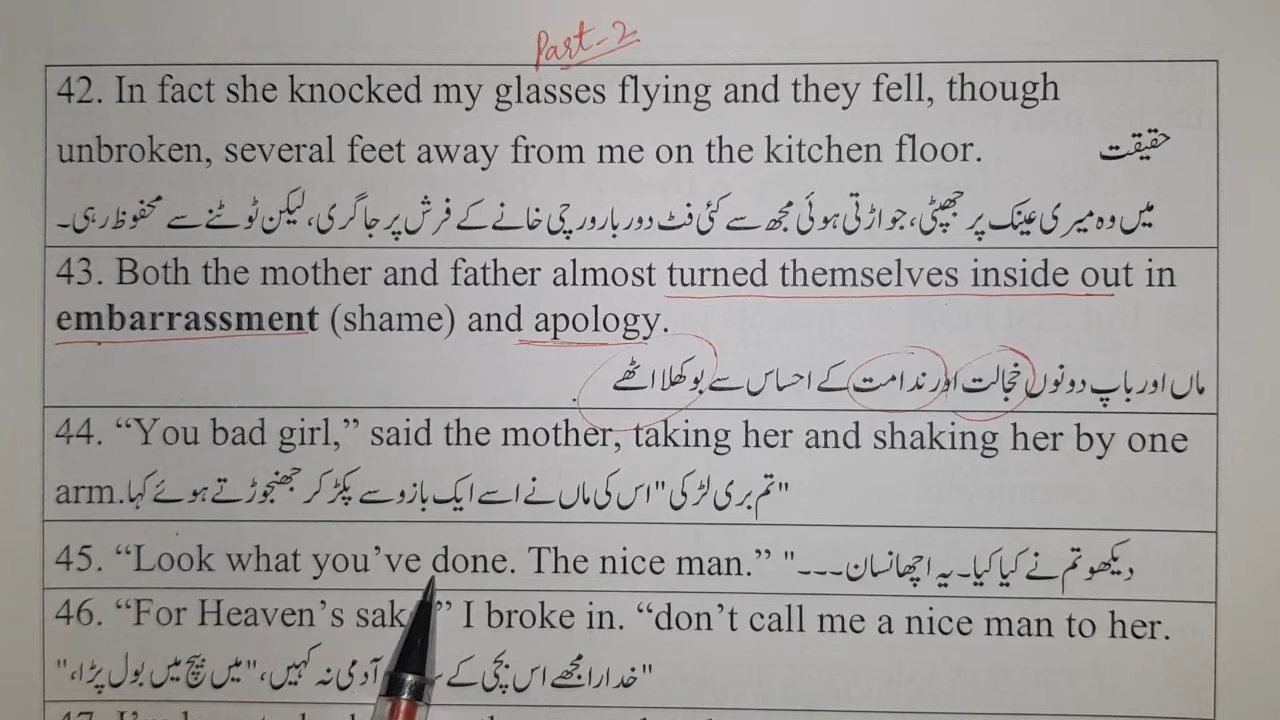 Part-2
42. In fact she knocked my glasses flying and they fell, though
unbroken, several feet away from me on the kitchen floor. حقیقت
میں وہ میری عینک پر جھپٹی، جو اڑتی ہوئی مجھ سے کئی فٹ دور باورچی خانے کے فرش پر جا گری، لیکن ٹوٹنے سے محفوظ رہی۔
43. Both the mother and father almost turned themselves inside out in
embarrassment (shame) and apology.
ماں اور باپ دونوں خجالت اور ندامت کے احساس سے بوکھلا اٹھے
44. “You bad girl,” said the mother, taking her and shaking her by one
arm. "تم بری لڑکی" اس کی ماں نے اسے ایک بازو سے پکڑ کر جھنجوڑتے ہوئے کہا
45. “Look what you’ve done. The nice man.” "دیکھو تم نے کیا کیا۔ یہ اچھا انسان۔۔۔
46. “For Heaven’s sak ” I broke in. “don’t call me a nice man to her.
"خدارا مجھے اس بچی کے آدمی نہ کہیں، "میں بیچ میں بول پڑا،"